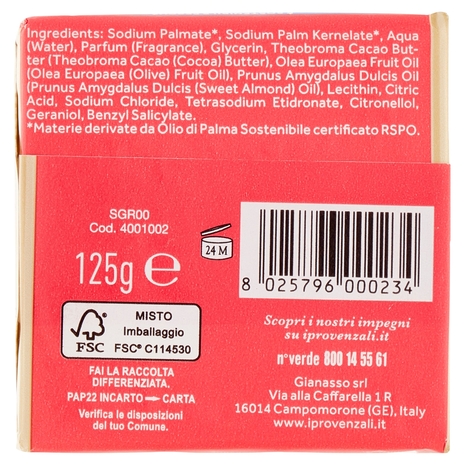 Ingredients: Sodium Palmate*, Sodium Palm Kernelate*, Aqua
(Water), Parfum (Fragrance), Glycerin, Theobroma Cacao But-
ter (Theobroma Cacao (Cocoa) Butter), Olea Europaea Fruit Oil
(Olea Europaea (Olive) Fruit Oil), Prunus Amygdalus Dulcis Oil
(Prunus Amygdalus Dulcis (Sweet Almond) Oil), Lecithin, Citric
Acid, Sodium Chloride, Tetrasodium Etidronate, Citronellol,
Geraniol, Benzyl Salicylate.
*Materie derivate da Olio di Palma Sostenibile certificato RSPO.
SGR00
Cod. 4001002
125g e
24 M
8 025796 000234
FSC
MISTO
Imballaggio
FSC® C114530
FAI LA RACCOLTA
DIFFERENZIATA.
PAP22 INCARTO → CARTA
Verifica le disposizioni
del tuo Comune.
Scopri i nostri impegni
su iprovenzali.it
n°verde 800 14 55 61
Gianasso srl
Via alla Caffarella 1 R
16014 Campomorone (GE), Italy
www.iprovenzali.it